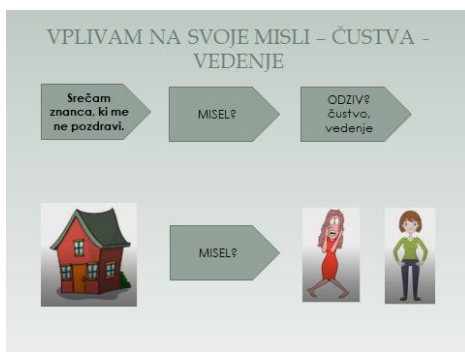 VPLIVAM NA SVOJE MISLI – ČUSTVA -
VEDENJE
Srečam
znanca, ki me
ne pozdravi.
MISEL?
ODZIV?
čustvo,
vedenje
MISEL?